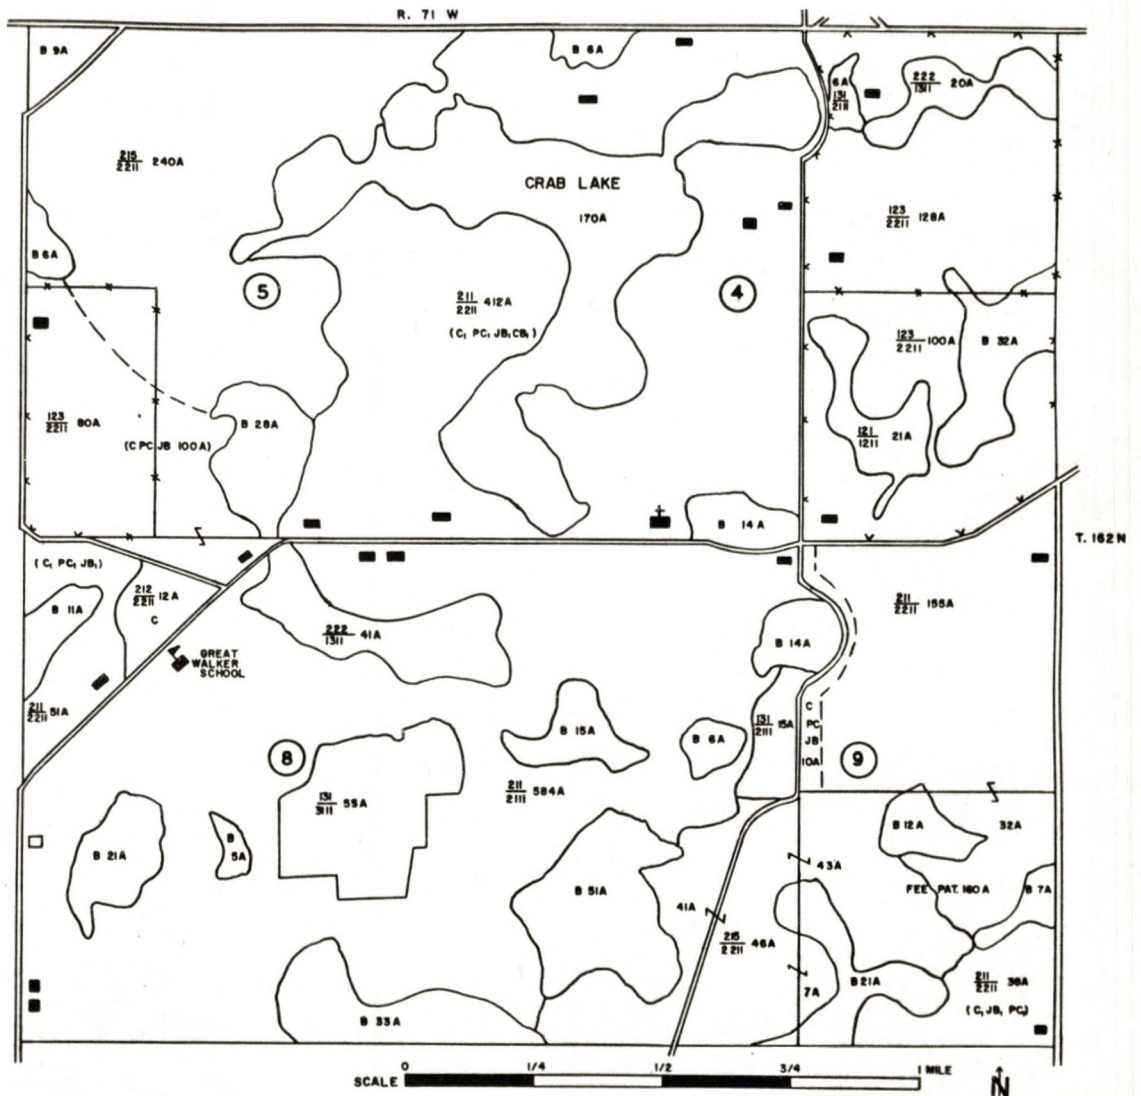 R. 71 W
B 9A
B 6A
6A
131
2111
222
1311 20A
215
2211 240A
CRAB LAKE
170A
123
2211 128A
B 6A
5
4
211
2211 412A
(C₁ PC₁ JB₁CB₁)
123
2211 100A
B 32A
123
2211 80A
(C PC JB 100A)
B 28A
121
1211 21A
B 14A
T. 162 N
(C₁ PC₁ JB₁)
B 11A
212
2211 12A
C
222
1311 41A
GREAT
WALKER
SCHOOL
B 14A
211
2211 155A
211
2211 51A
B 15A
B 6A
131
2111 15A
C
PC
JB
10A
8
9
131
3111 55A
211
2111 584A
B 21A
B
5A
B 12A
32A
43A
B 51A
FEE PAT. 160 A
B 7A
41A
215
2211 46A
7A
B 21A
211
2211 38A
(C₁ JB₁ PC₁)
B 33A
SCALE
0 1/4 1/2 3/4 1 MILE
N